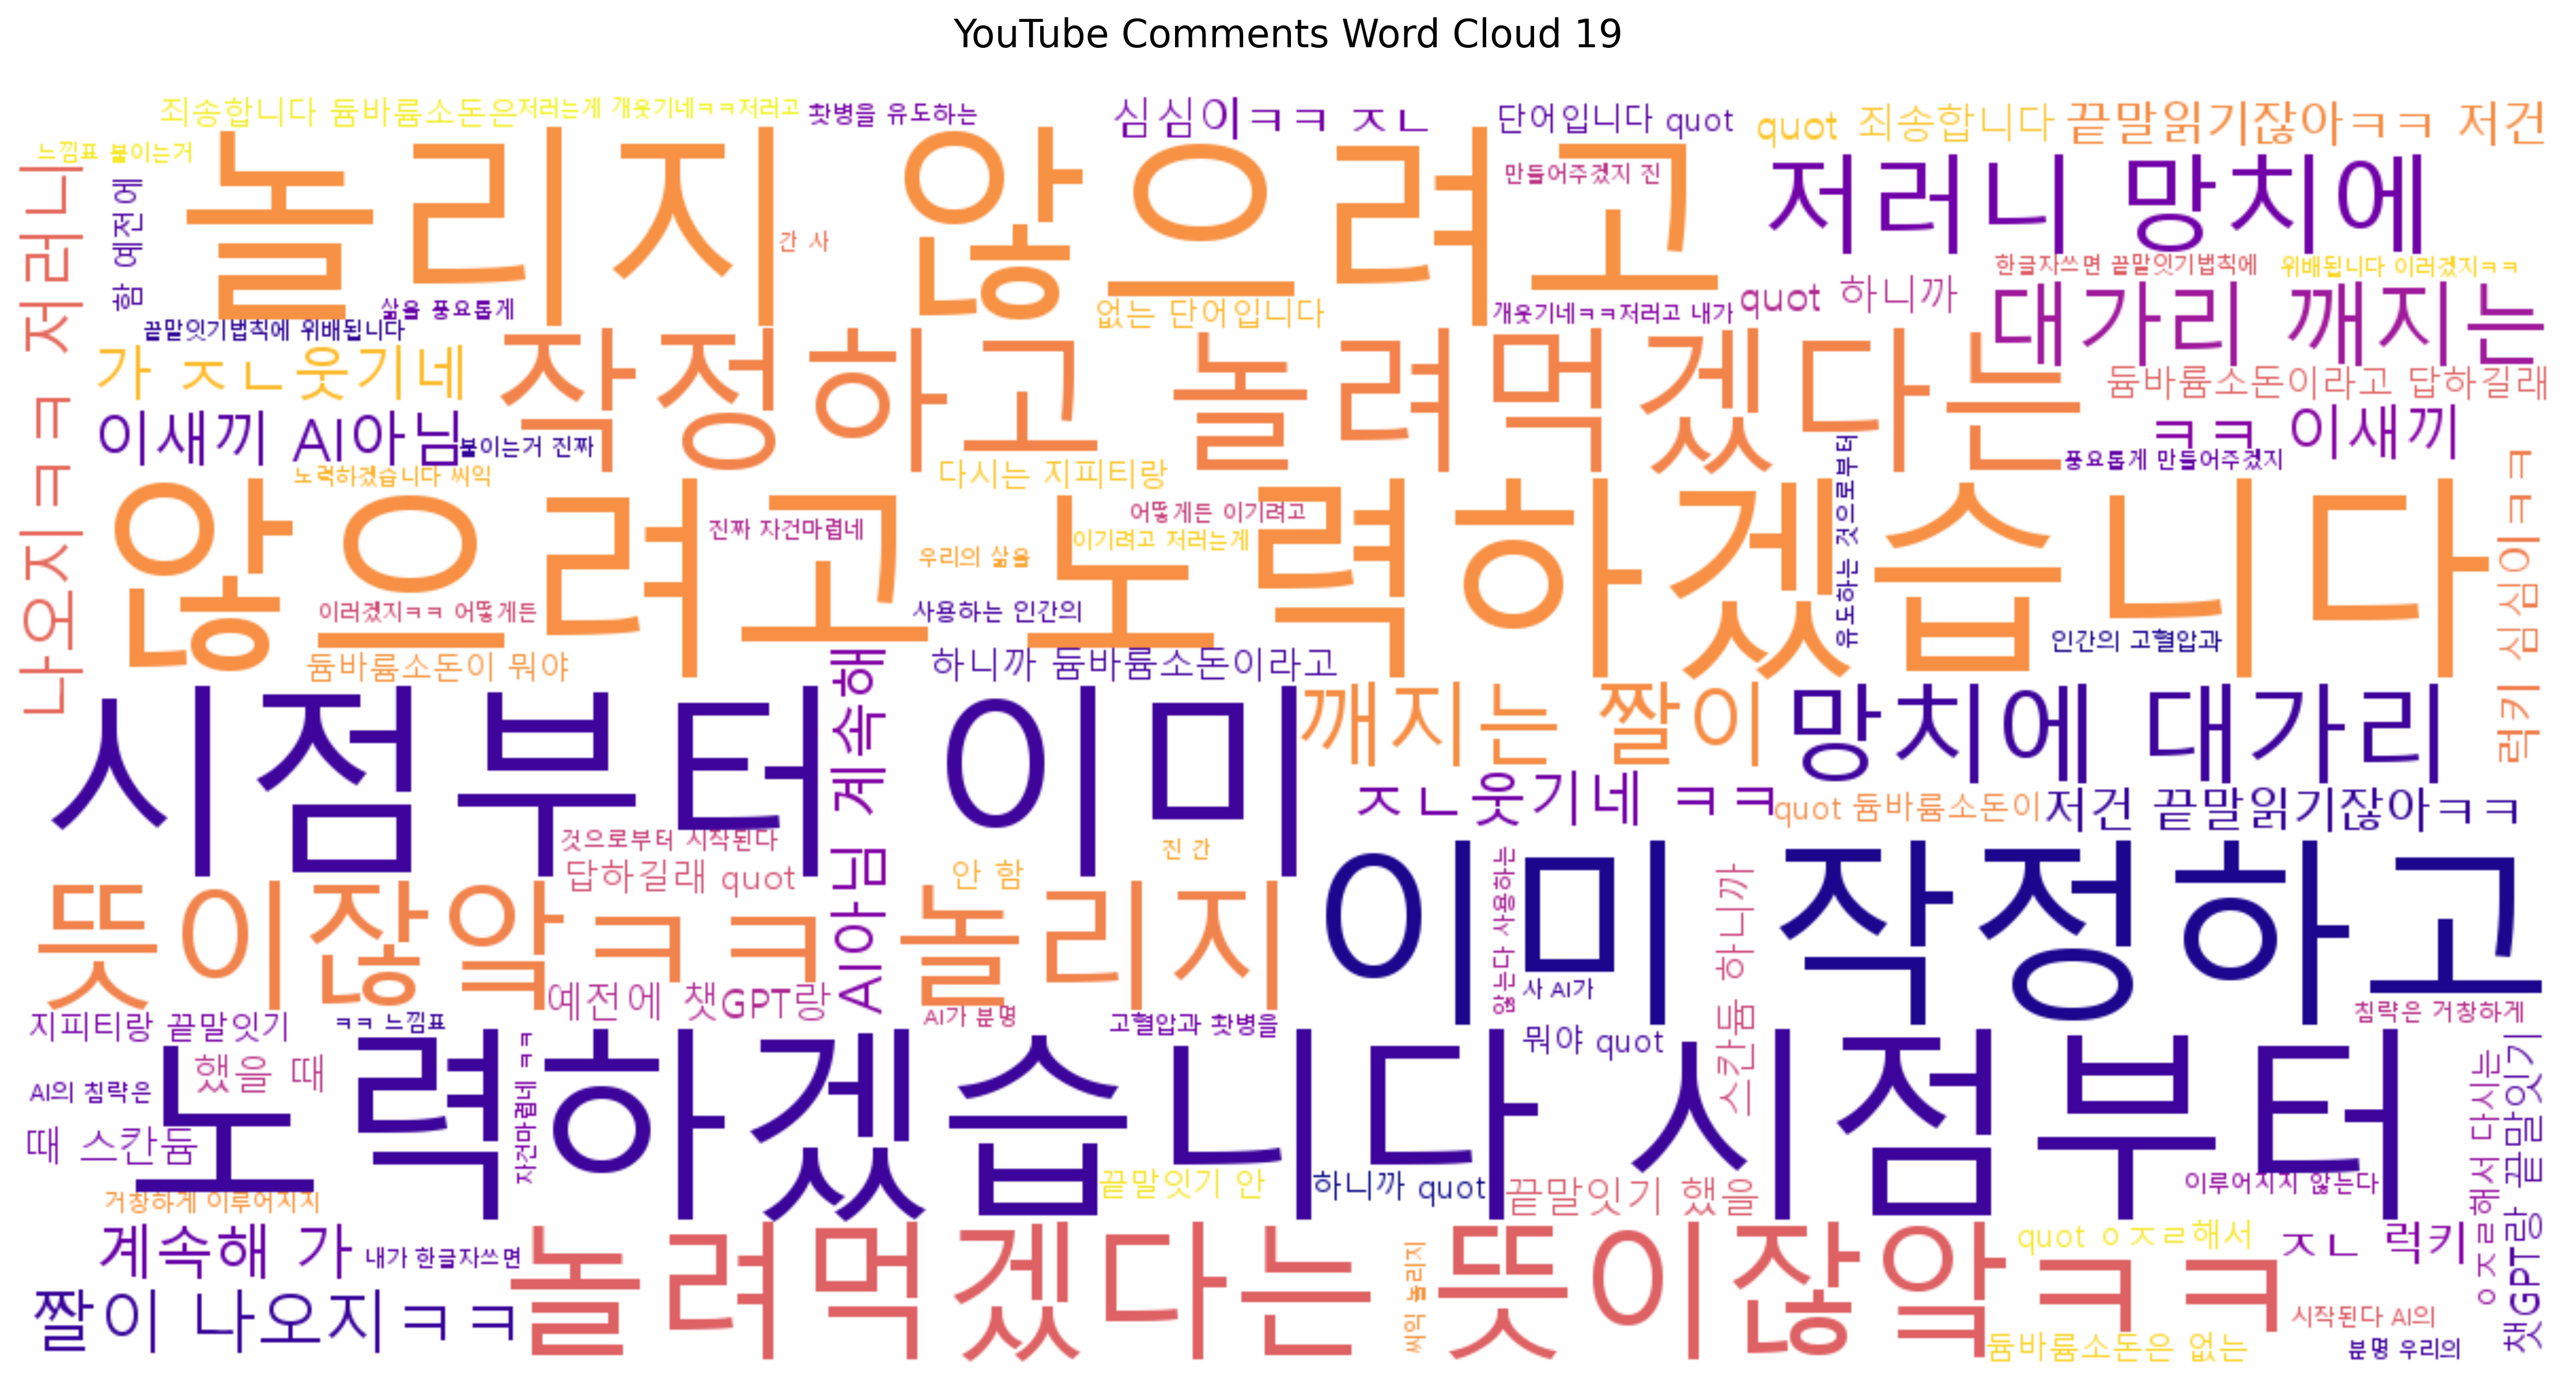 YouTube Comments Word Cloud 19
죄송합니다 듐바륨소돈은
저러는게 개웃기네ㅋㅋ저러고
홧병을 유도하는
심심이ㅋㅋ ㅈㄴ
단어입니다 quot
quot 죄송합니다
끝말읽기잖아ㅋㅋ 저건
느낌표 붙이는거
나오지ㅋㅋ 저러니
함 예전에
놀리지 않으려고
간 사
만들어주겠지 진
저러니 망치에
삶을 풍요롭게
없는 단어입니다
개웃기네ㅋㅋ저러고 내가
quot 하니까
한글자쓰면 끝말잇기법칙에
위배됩니다 이러겠지ㅋㅋ
대가리 깨지는
끝말잇기법칙에 위배됩니다
가 ㅈㄴ웃기네
작정하고 놀려먹겠다는
듐바륨소돈이라고 답하길래
이새끼 AI아님
붙이는거 진짜
ㅋㅋ 이새끼
노력하겠습니다 씨익
다시는 지피티랑
풍요롭게 만들어주겠지
않으려고 노력하겠습니다
진짜 자건마렵네
어떻게든 이기려고
이기려고 저러는게
우리의 삶을
유도하는 것으로부터
럭키 심심이ㅋㅋ
이러겠지ㅋㅋ 어떻게든
사용하는 인간의
인간의 고혈압과
듐바륨소돈이 뭐야
하니까 듐바륨소돈이라고
시점부터 이미
AI아님 계속해
깨지는 짤이
망치에 대가리
ㅈㄴ웃기네 ㅋㅋ
quot 듐바륨소돈이
저건 끝말읽기잖아ㅋㅋ
것으로부터 시작된다
진 간
답하길래 quot
안 함
뜻이잖앜ㅋㅋ 놀리지
이미 작정하고
않는다 사용하는
스칸듐 하니까
사 AI가
예전에 챗GPT랑
AI가 분명
고혈압과 홧병을
침략은 거창하게
지피티랑 끝말잇기
ㅋㅋ 느낌표
뭐야 quot
했을 때
AI의 침략은
노력하겠습니다 시점부터
자건마렵네 ㅋㅋ
때 스칸듐
끝말잇기 안
하니까 quot
끝말잇기 했을
이루어지지 않는다
ㅇㅈㄹ해서 다시는
챗GPT랑 끝말잇기
거창하게 이루어지지
계속해 가
내가 한글자쓰면
놀려먹겠다는 뜻이잖앜ㅋㅋ
씨익 놀리지
quot ㅇㅈㄹ해서
ㅈㄴ 럭키
짤이 나오지ㅋㅋ
시작된다 AI의
듐바륨소돈은 없는
분명 우리의